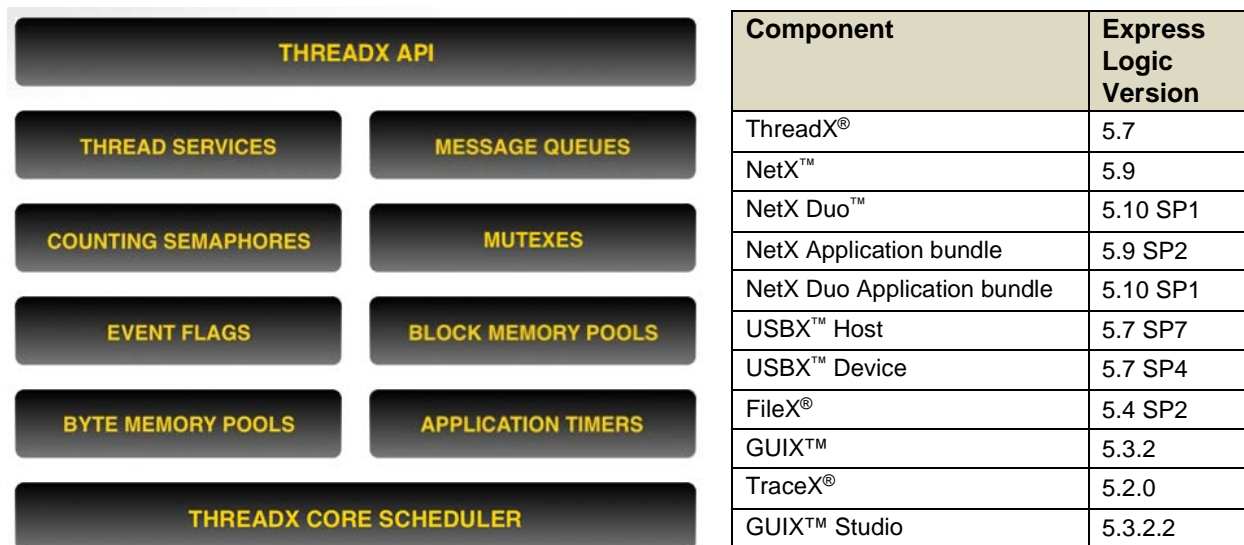 THREADX API
THREAD SERVICES
MESSAGE QUEUES
COUNTING SEMAPHORES
MUTEXES
EVENT FLAGS
BLOCK MEMORY POOLS
BYTE MEMORY POOLS
APPLICATION TIMERS
THREADX CORE SCHEDULER
Component
Express
Logic
Version
ThreadX® 5.7
NetX™ 5.9
NetX Duo™ 5.10 SP1
NetX Application bundle 5.9 SP2
NetX Duo Application bundle 5.10 SP1
USBX™ Host 5.7 SP7
USBX™ Device 5.7 SP4
FileX® 5.4 SP2
GUIX™ 5.3.2
TraceX® 5.2.0
GUIX™ Studio 5.3.2.2